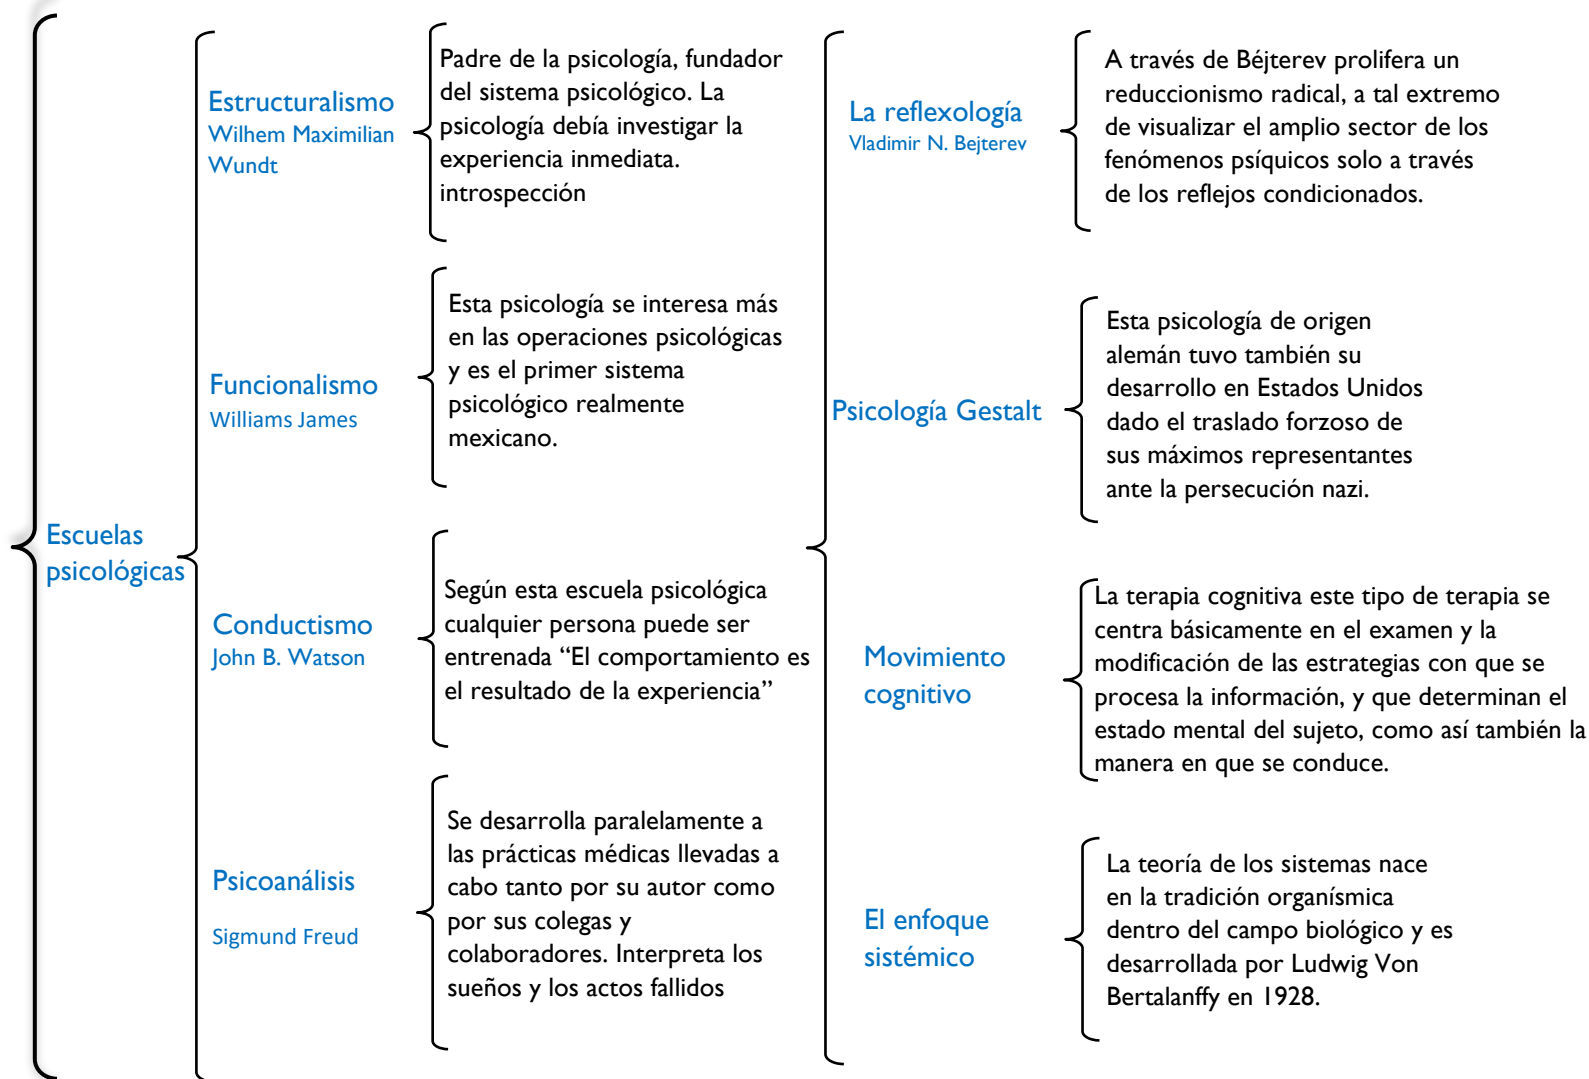 Escuelas
psicológicas
Estructuralismo
Wilhem Maximilian
Wundt
Padre de la psicología, fundador
del sistema psicológico. La
psicología debía investigar la
experiencia inmediata.
introspección
Funcionalismo
Williams James
Esta psicología se interesa más
en las operaciones psicológicas
y es el primer sistema
psicológico realmente
mexicano.
Conductismo
John B. Watson
Según esta escuela psicológica
cualquier persona puede ser
entrenada “El comportamiento es
el resultado de la experiencia”
Psicoanálisis
Sigmund Freud
Se desarrolla paralelamente a
las prácticas médicas llevadas a
cabo tanto por su autor como
por sus colegas y
colaboradores. Interpreta los
sueños y los actos fallidos
La reflexología
Vladimir N. Bejterev
A través de Béjterev prolifera un
reduccionismo radical, a tal extremo
de visualizar el amplio sector de los
fenómenos psíquicos solo a través
de los reflejos condicionados.
Psicología Gestalt
Esta psicología de origen
alemán tuvo también su
desarrollo en Estados Unidos
dado el traslado forzoso de
sus máximos representantes
ante la persecución nazi.
Movimiento
cognitivo
La terapia cognitiva este tipo de terapia se
centra básicamente en el examen y la
modificación de las estrategias con que se
procesa la información, y que determinan el
estado mental del sujeto, como así también la
manera en que se conduce.
El enfoque
sistémico
La teoría de los sistemas nace
en la tradición organísmica
dentro del campo biológico y es
desarrollada por Ludwig Von
Bertalanffy en 1928.